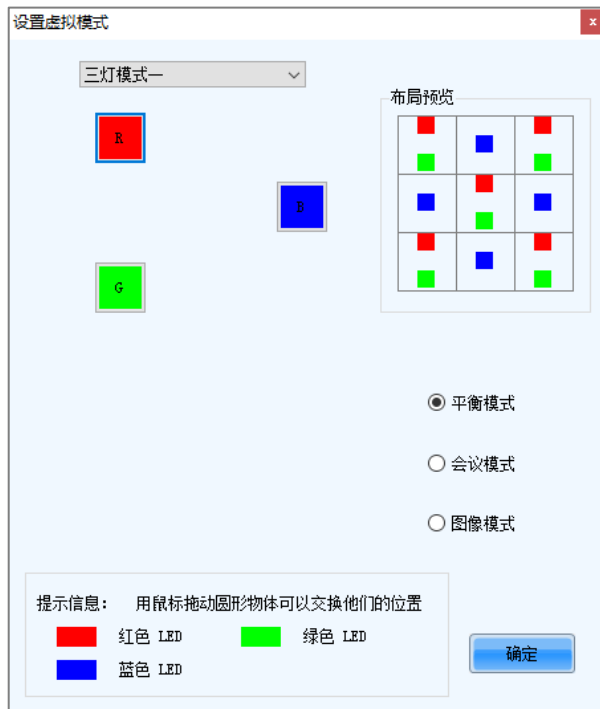 设置虚拟模式
x
三灯模式一
布局预览
R
B
G
平衡模式
会议模式
图像模式
提示信息： 用鼠标拖动圆形物体可以交换他们的位置
红色 LED 绿色 LED
蓝色 LED
确定